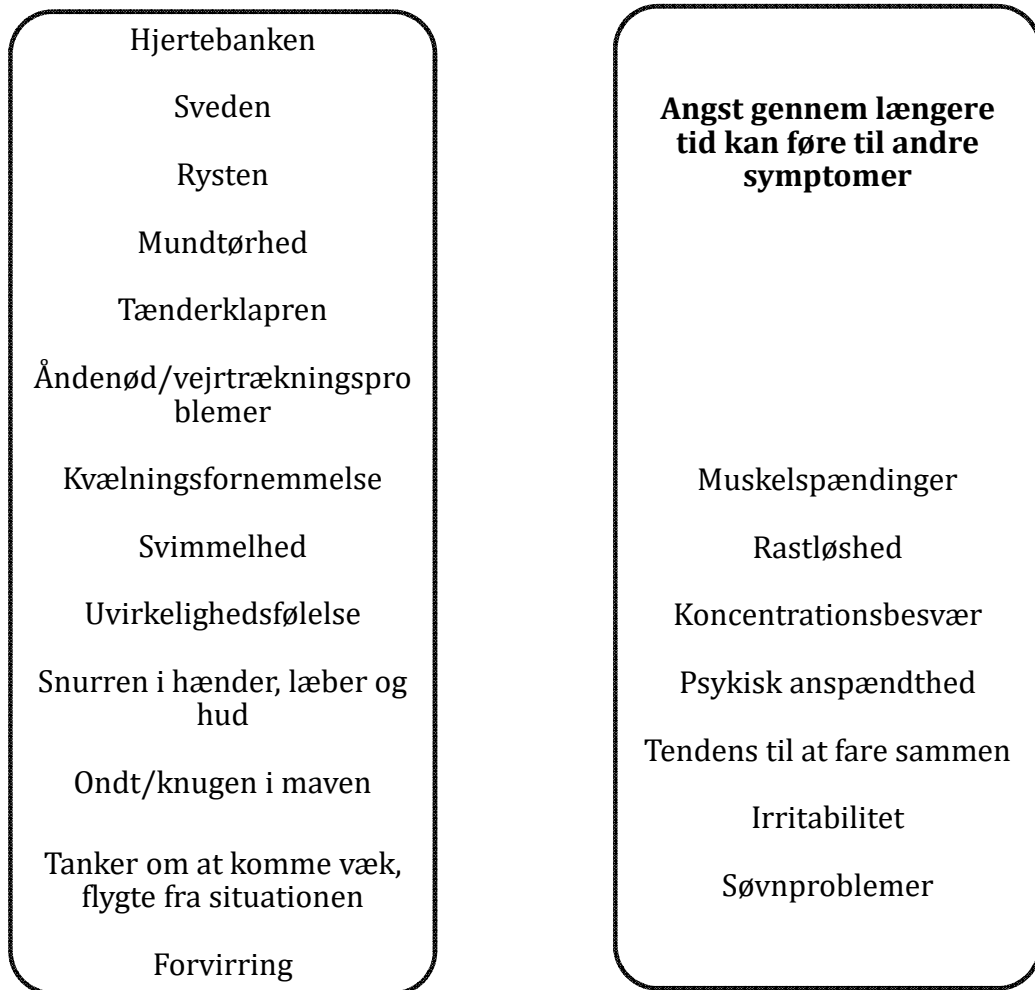 Hjertebanken
Sveden
Rysten
Mundtørhed
Tænderklapren
Åndenød/vejrtrækningspro
blemer
Kvælningsfornemmelse
Svimmelhed
Uvirkelighedsfølelse
Snurren i hænder, læber og
hud
Ondt/knugen i maven
Tanker om at komme væk,
flygte fra situationen
Forvirring
Angst gennem længere
tid kan føre til andre
symptomer
Muskelspændinger
Rastløshed
Koncentrationsbesvær
Psykisk anspændthed
Tendens til at fare sammen
Irritabilitet
Søvnproblemer